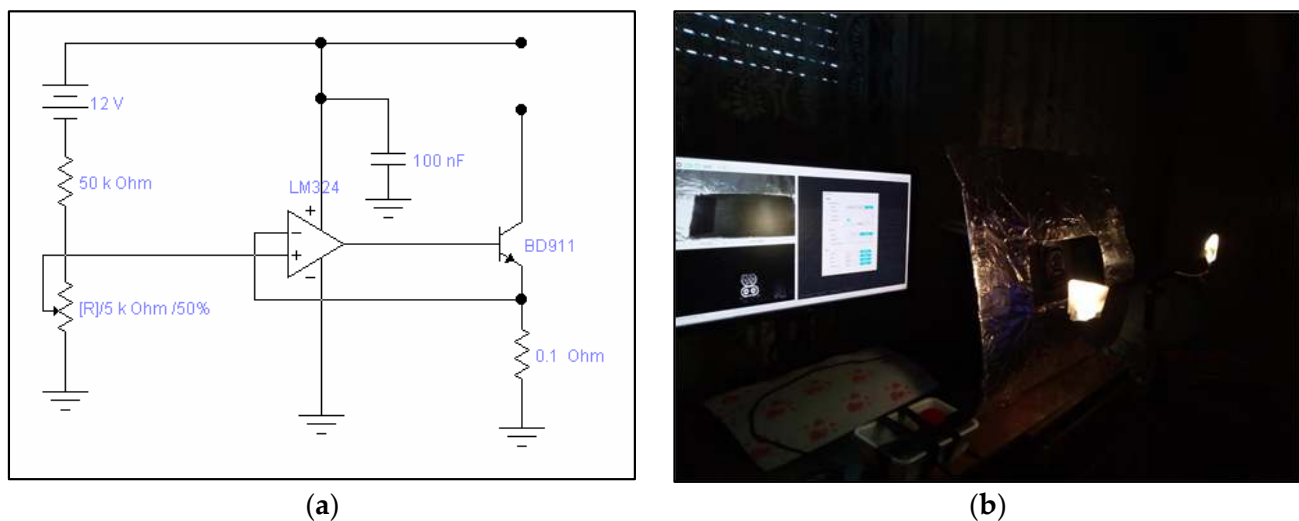 12 V
50 k Ohm
LM324
+
100 nF
−
+
−
BD911
[R]/5 k Ohm /50%
0.1 Ohm
(a)
(b)